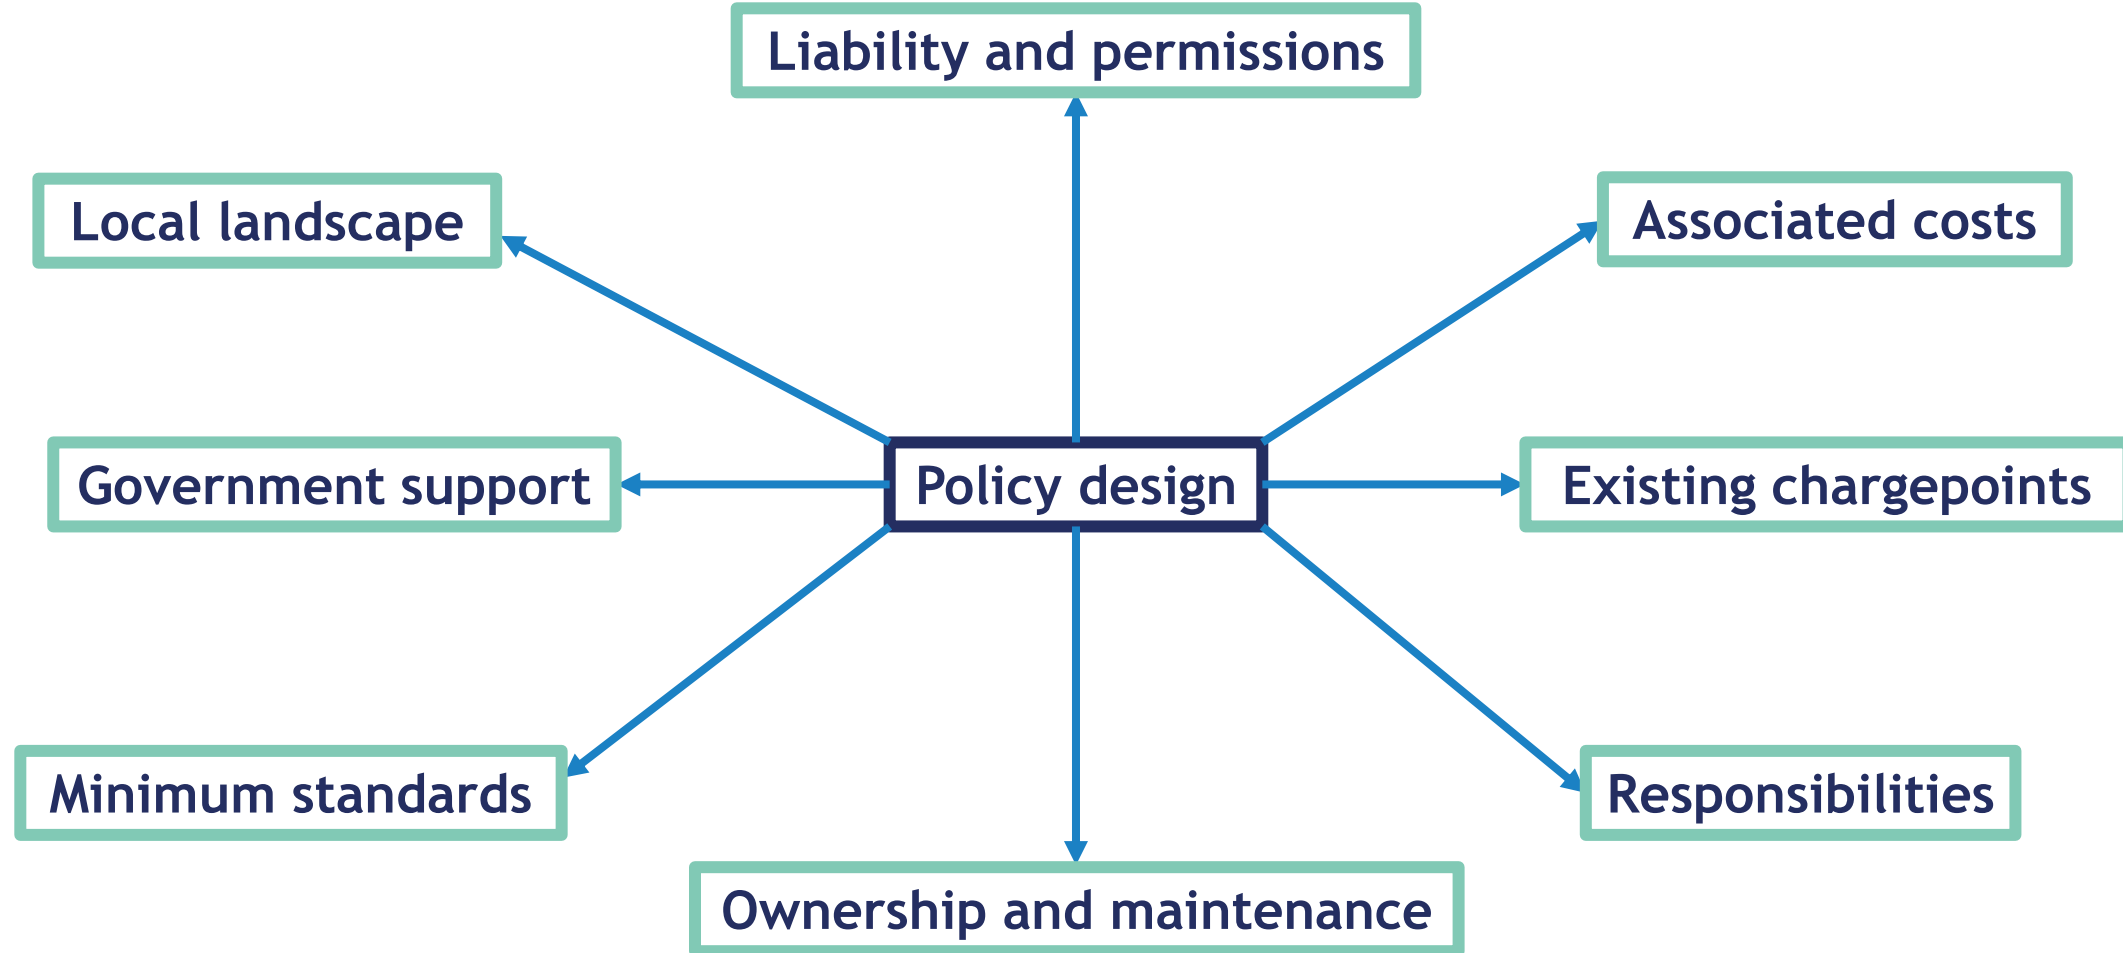 Liability and permissions
Local landscape
Associated costs
Government support
Policy design
Existing chargepoints
Minimum standards
Responsibilities
Ownership and maintenance